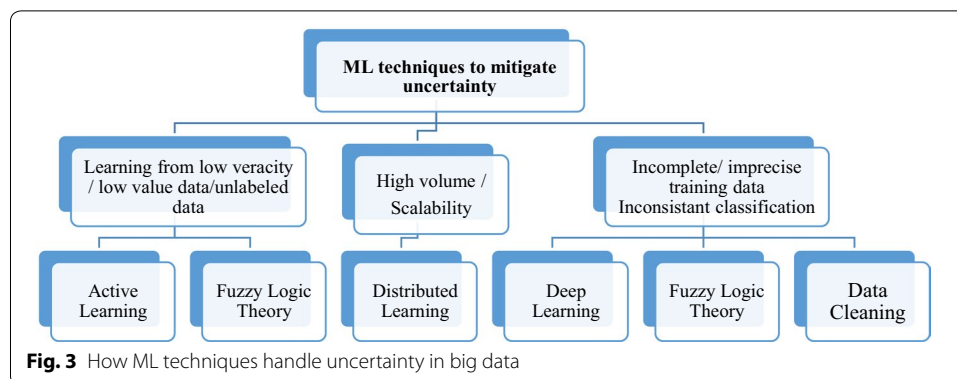 ML techniques to mitigate
uncertainty
Learning from low veracity
/ low value data/unlabeled
data
High volume /
Scalability
Incomplete/ imprecise
training data
Inconsistant classification
Active
Learning
Fuzzy Logic
Theory
Distributed
Learning
Deep
Learning
Fuzzy Logic
Theory
Data
Cleaning
Fig. 3 How ML techniques handle uncertainty in big data